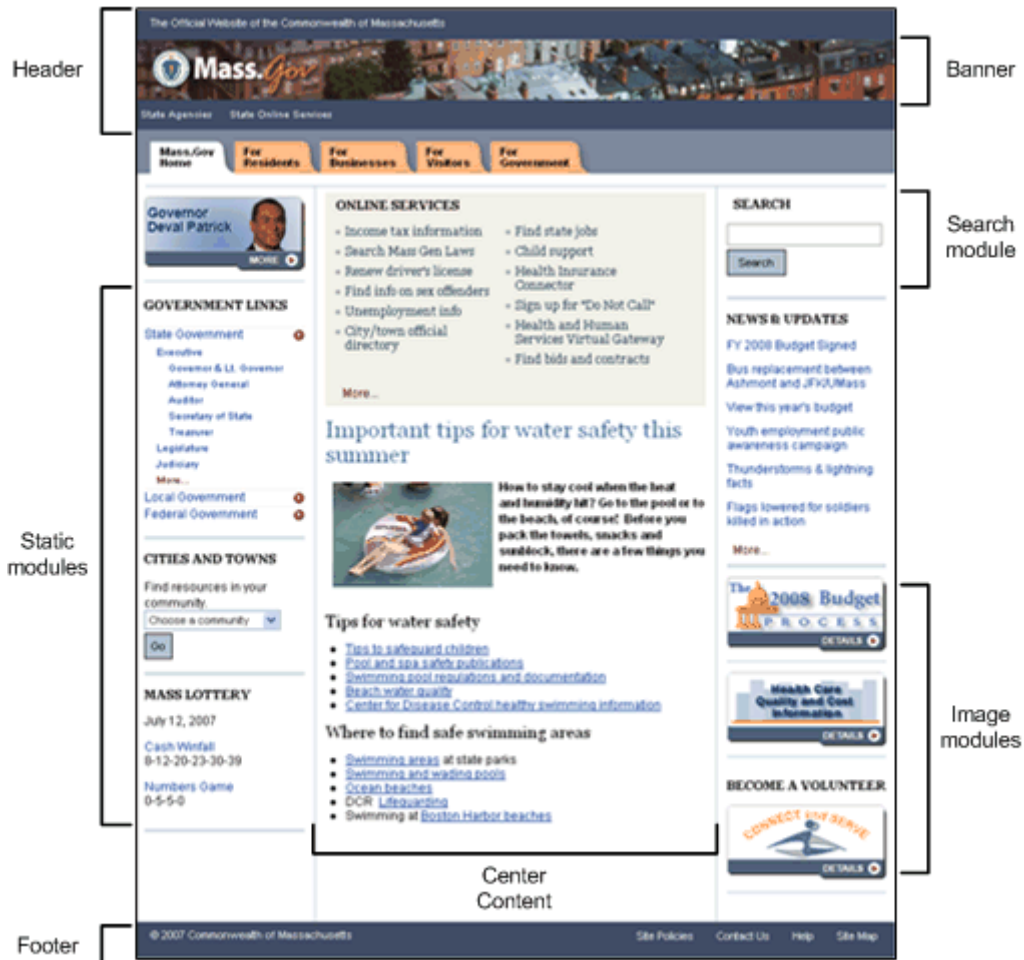 The Official Website of the Commonwealth of Massachusetts
Header
Mass.Gov
Banner
State Agencies State Online Services
Mass.Gov Home
For Residents
For Businesses
For Visitors
For Government
Governor
Deval Patrick
MORE
GOVERNMENT LINKS
State Government
Executive
Governor & Lt. Governor
Attorney General
Auditor
Secretary of State
Treasurer
Legislature
Judiciary
More...
Local Government
Federal Government
Static
modules
CITIES AND TOWNS
Find resources in your
community.
Choose a community
Go
MASS LOTTERY
July 12, 2007
Cash Winfall
8-12-20-23-30-39
Numbers Game
0-5-5-0
ONLINE SERVICES
» Income tax information
» Search Mass Gen Laws
» Renew driver's license
» Find info on sex offenders
» Unemployment info
» City/town official
directory
» Find state jobs
» Child support
» Health Insurance
Connector
» Sign up for "Do Not Call"
» Health and Human
Services Virtual Gateway
» Find bids and contracts
More...
Important tips for water safety this
summer
How to stay cool when the heat
and humidity hit? Go to the pool or to
the beach, of course! Before you
pack the towels, snacks and
sunblock, there are a few things you
need to know.
Tips for water safety
• Tips to safeguard children
• Pool and spa safety publications
• Swimming pool regulations and documentation
• Beach water quality
• Center for Disease Control healthy swimming information
Where to find safe swimming areas
• Swimming areas at state parks
• Swimming and wading pools
• Ocean beaches
• DCR Lifeguarding
• Swimming at Boston Harbor beaches
Center
Content
SEARCH
Search
Search
module
NEWS & UPDATES
FY 2008 Budget Signed
Bus replacement between
Ashmont and JFK/UMass
View this year's budget
Youth employment public
awareness campaign
Thunderstorms & lightning
facts
Flags lowered for soldiers
killed in action
More...
The
2008 Budget
PROCESS
DETAILS
Health Care
Quality and Cost
Information
DETAILS
Image
modules
BECOME A VOLUNTEER
CONNECT and SERVE
DETAILS
Footer
© 2007 Commonwealth of Massachusetts
Site Policies Contact Us Help Site Map